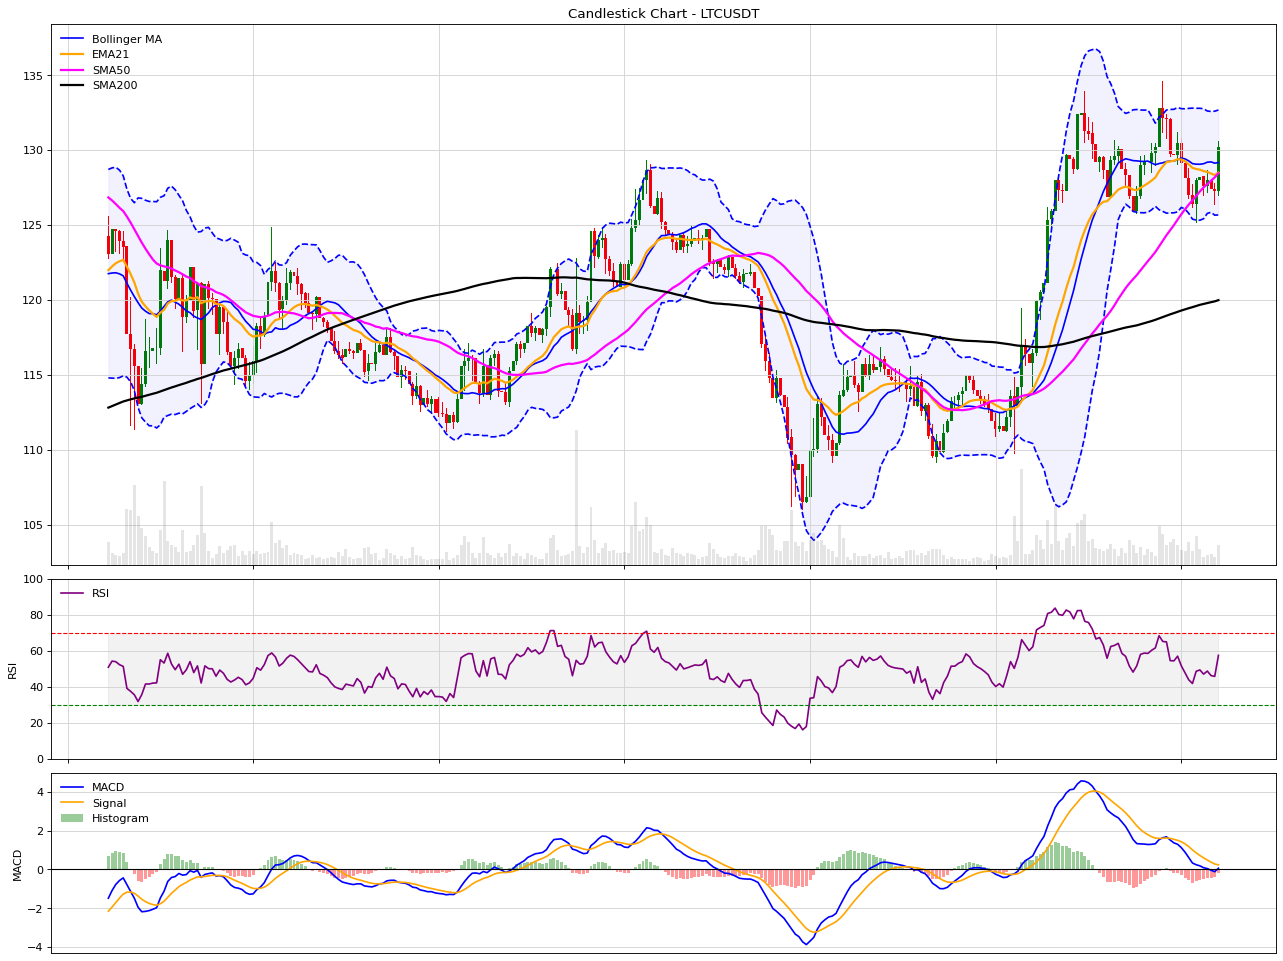 Candlestick Chart - LTCUSDT
Bollinger MA
EMA21
SMA50
SMA200
135
130
125
120
115
110
105
RSI
100
80
60
40
20
0
RSI
MACD
Signal
Histogram
4
2
0
−2
−4
MACD